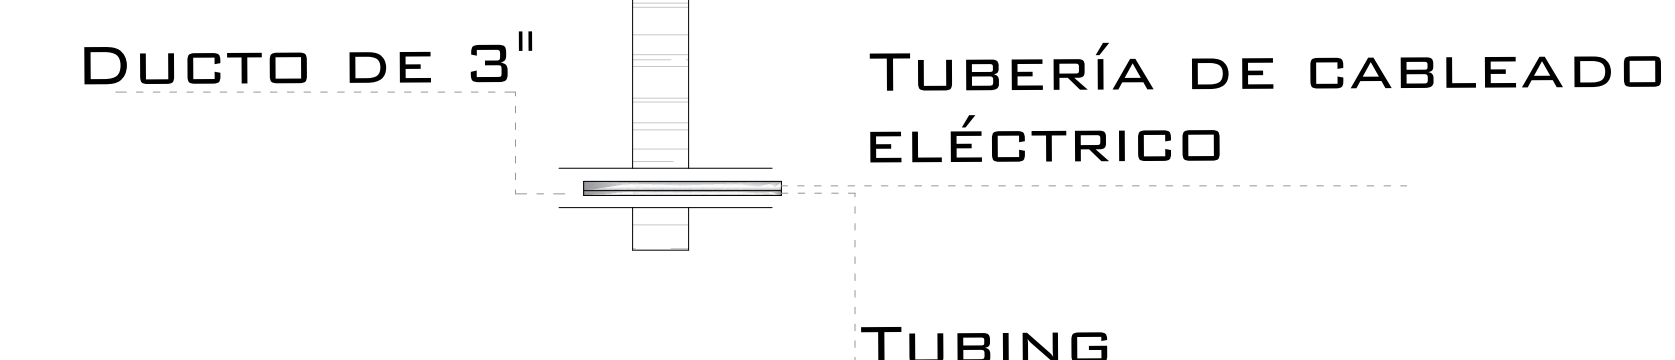 Ducto de 3"
Tubería de cableado
eléctrico
Tubing